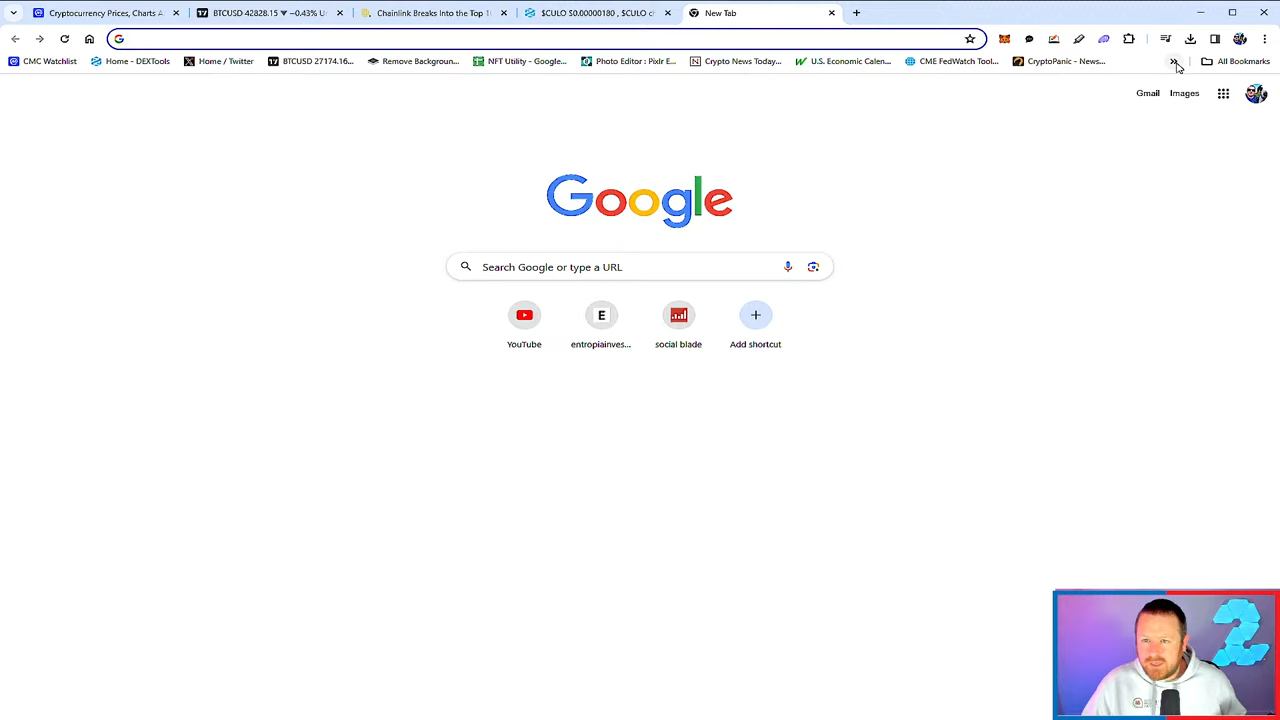 Cryptocurrency Prices, Charts A
BTCUSD 42828.15 ▼ −0.43% U
Chainlink Breaks Into the Top 1
$CULO $0.00000180 , $CULO c
New Tab
CMC Watchlist
Home - DEXTools
Home / Twitter
BTCUSD 27174.16...
Remove Backgroun...
NFT Utility - Google...
Photo Editor : Pixlr E...
Crypto News Today...
U.S. Economic Calen...
CME FedWatch Tool...
CryptoPanic - News...
All Bookmarks
Gmail
Images
Google
Search Google or type a URL
E
YouTube
entropiainves...
social blade
Add shortcut
2